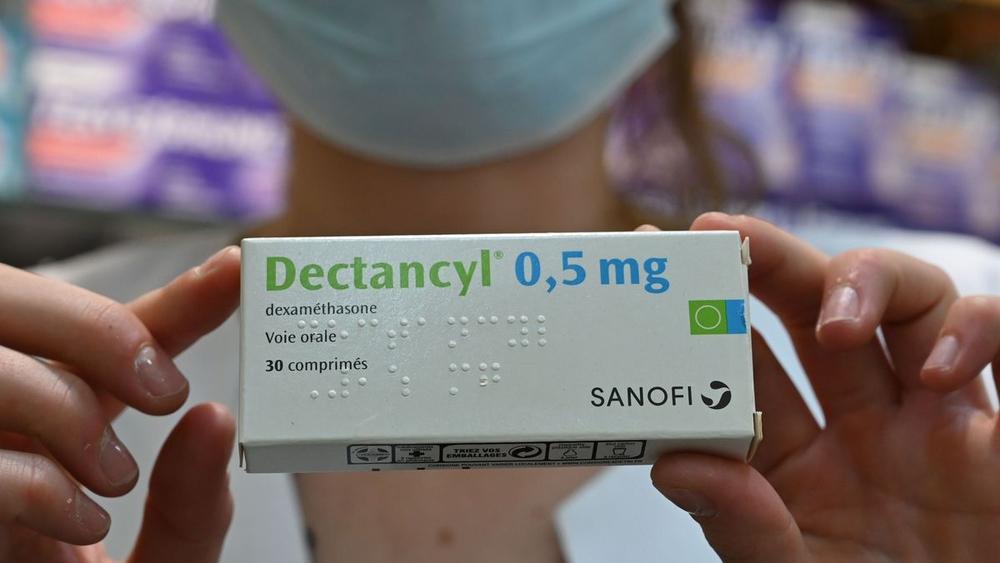 Dectancyl® 0,5 mg
dexaméthasone
Voie orale
30 comprimés
SANOFI
TRIEZ VOS
EMBALLAGES